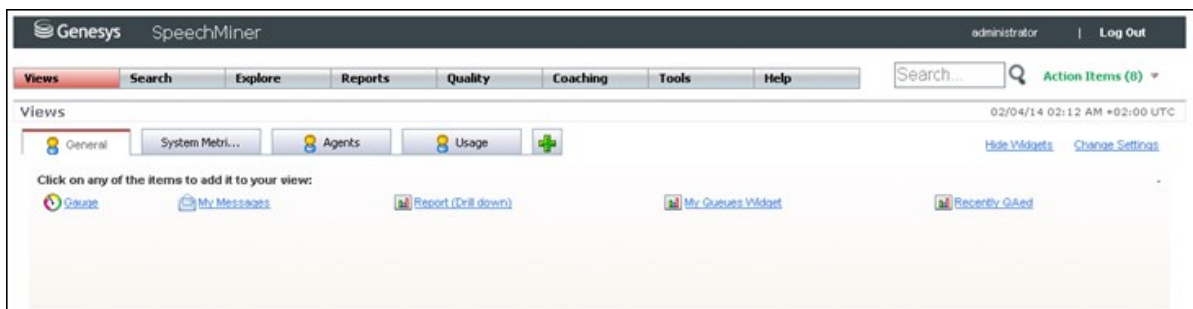 Genesys SpeechMiner administrator | Log Out
Views Search Explore Reports Quality Coaching Tools Help Search... Action Items (8)
Views 02/04/14 02:12 AM +02:00 UTC
General System Metri... Agents Usage Hide Widgets Change Settings
Click on any of the items to add it to your view:
Gauge My Messages Report (Drill down) My Queues Widget Recently QAed